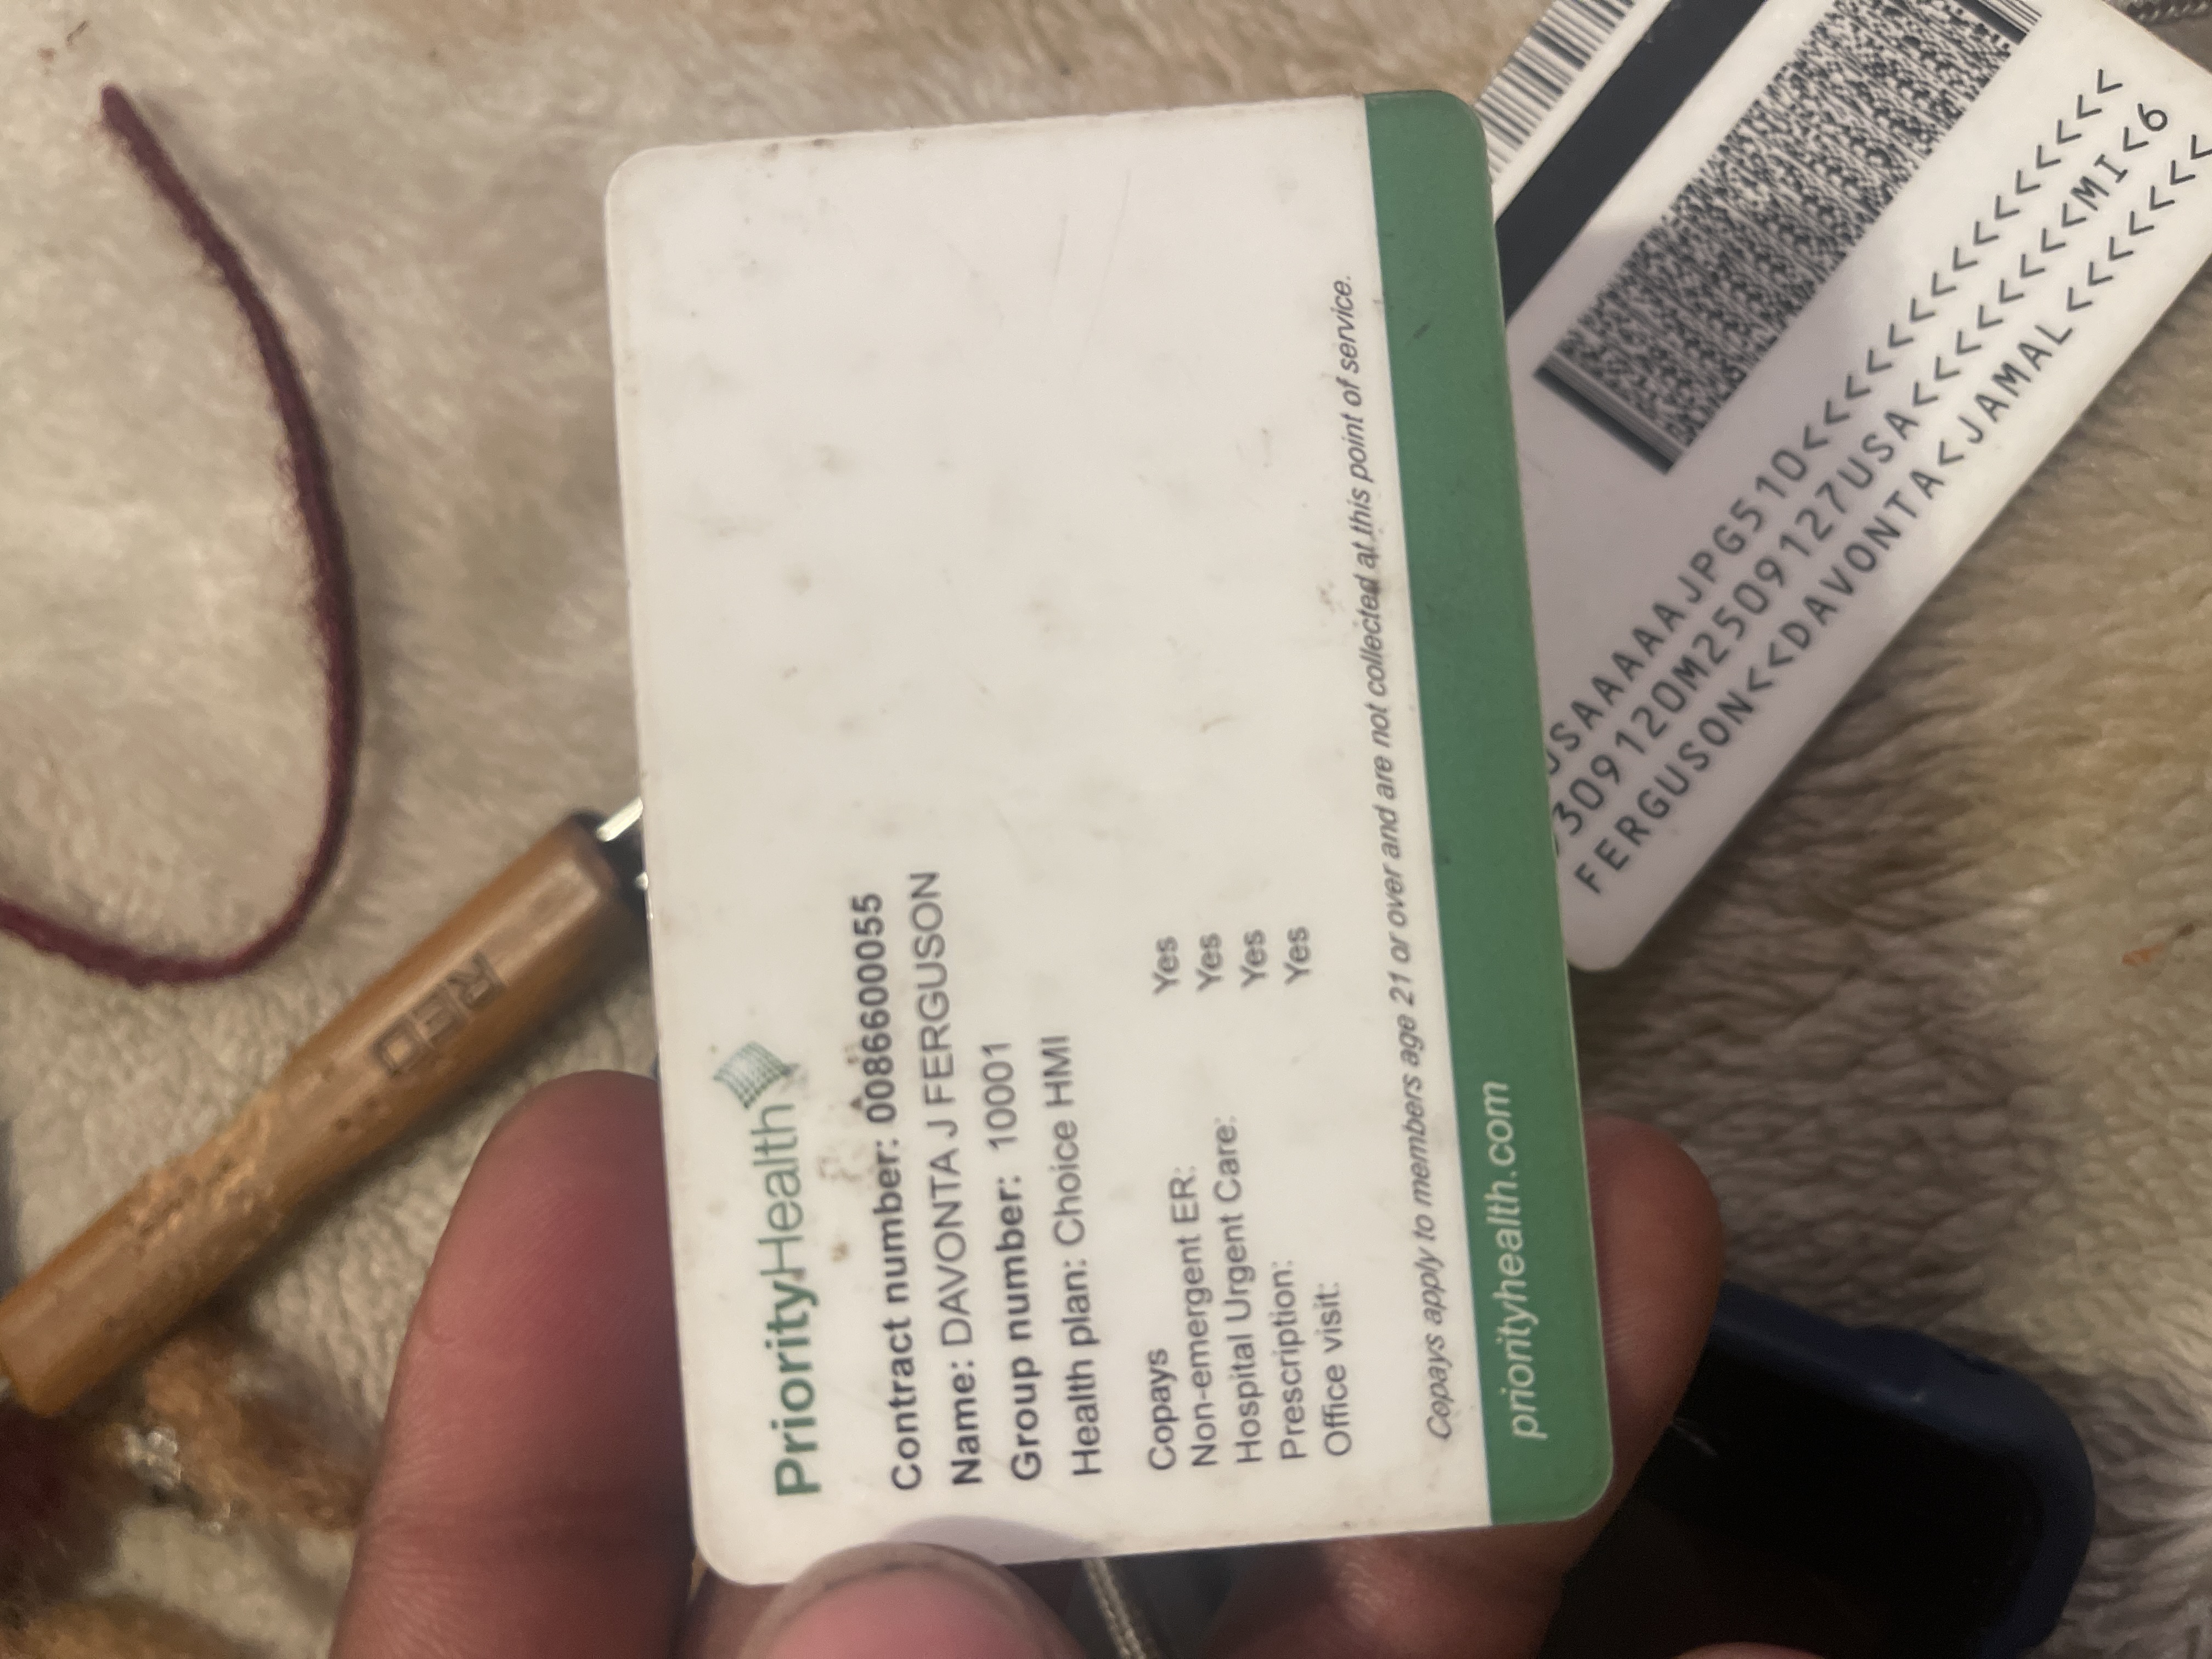 PriorityHealth
Contract number: 00866000055
Name: DAVONTA J FERGUSON
Group number: 10001
Health plan: Choice HMI
Copays
Non-emergent ER: Yes
Hospital Urgent Care: Yes
Prescription: Yes
Office visit: Yes
Copays apply to members age 21 or over and are not collected at this point of service.
priorityhealth.com
USAAAAAAJPG510<<<<<<<<<<<<<<<
309120M2509127USA<<<<<<<<MI<6
FERGUSON<<DAVONTA<JAMAL<<<<<<
RED